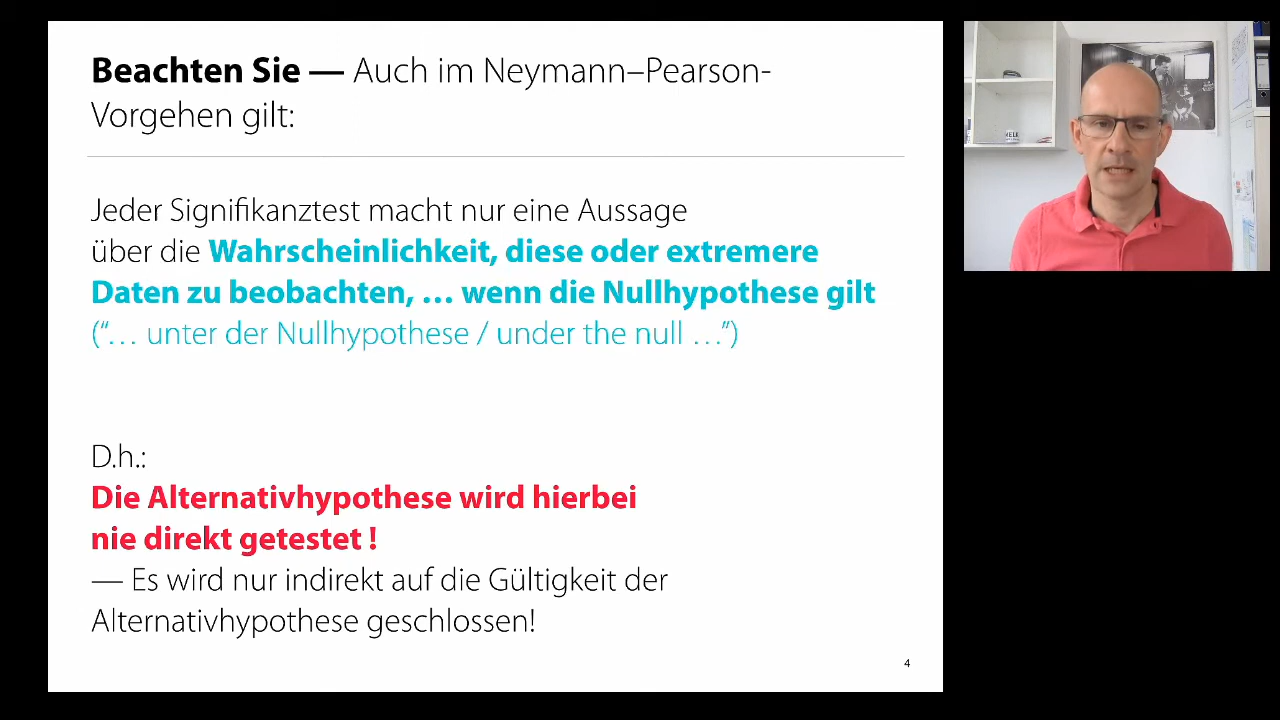 Beachten Sie — Auch im Neymann–Pearson-
Vorgehen gilt:
Jeder Signifikanztest macht nur eine Aussage
über die Wahrscheinlichkeit, diese oder extremere
Daten zu beobachten, … wenn die Nullhypothese gilt
(“… unter der Nullhypothese / under the null …”)
D.h.:
Die Alternativhypothese wird hierbei
nie direkt getestet !
— Es wird nur indirekt auf die Gültigkeit der
Alternativhypothese geschlossen!
4